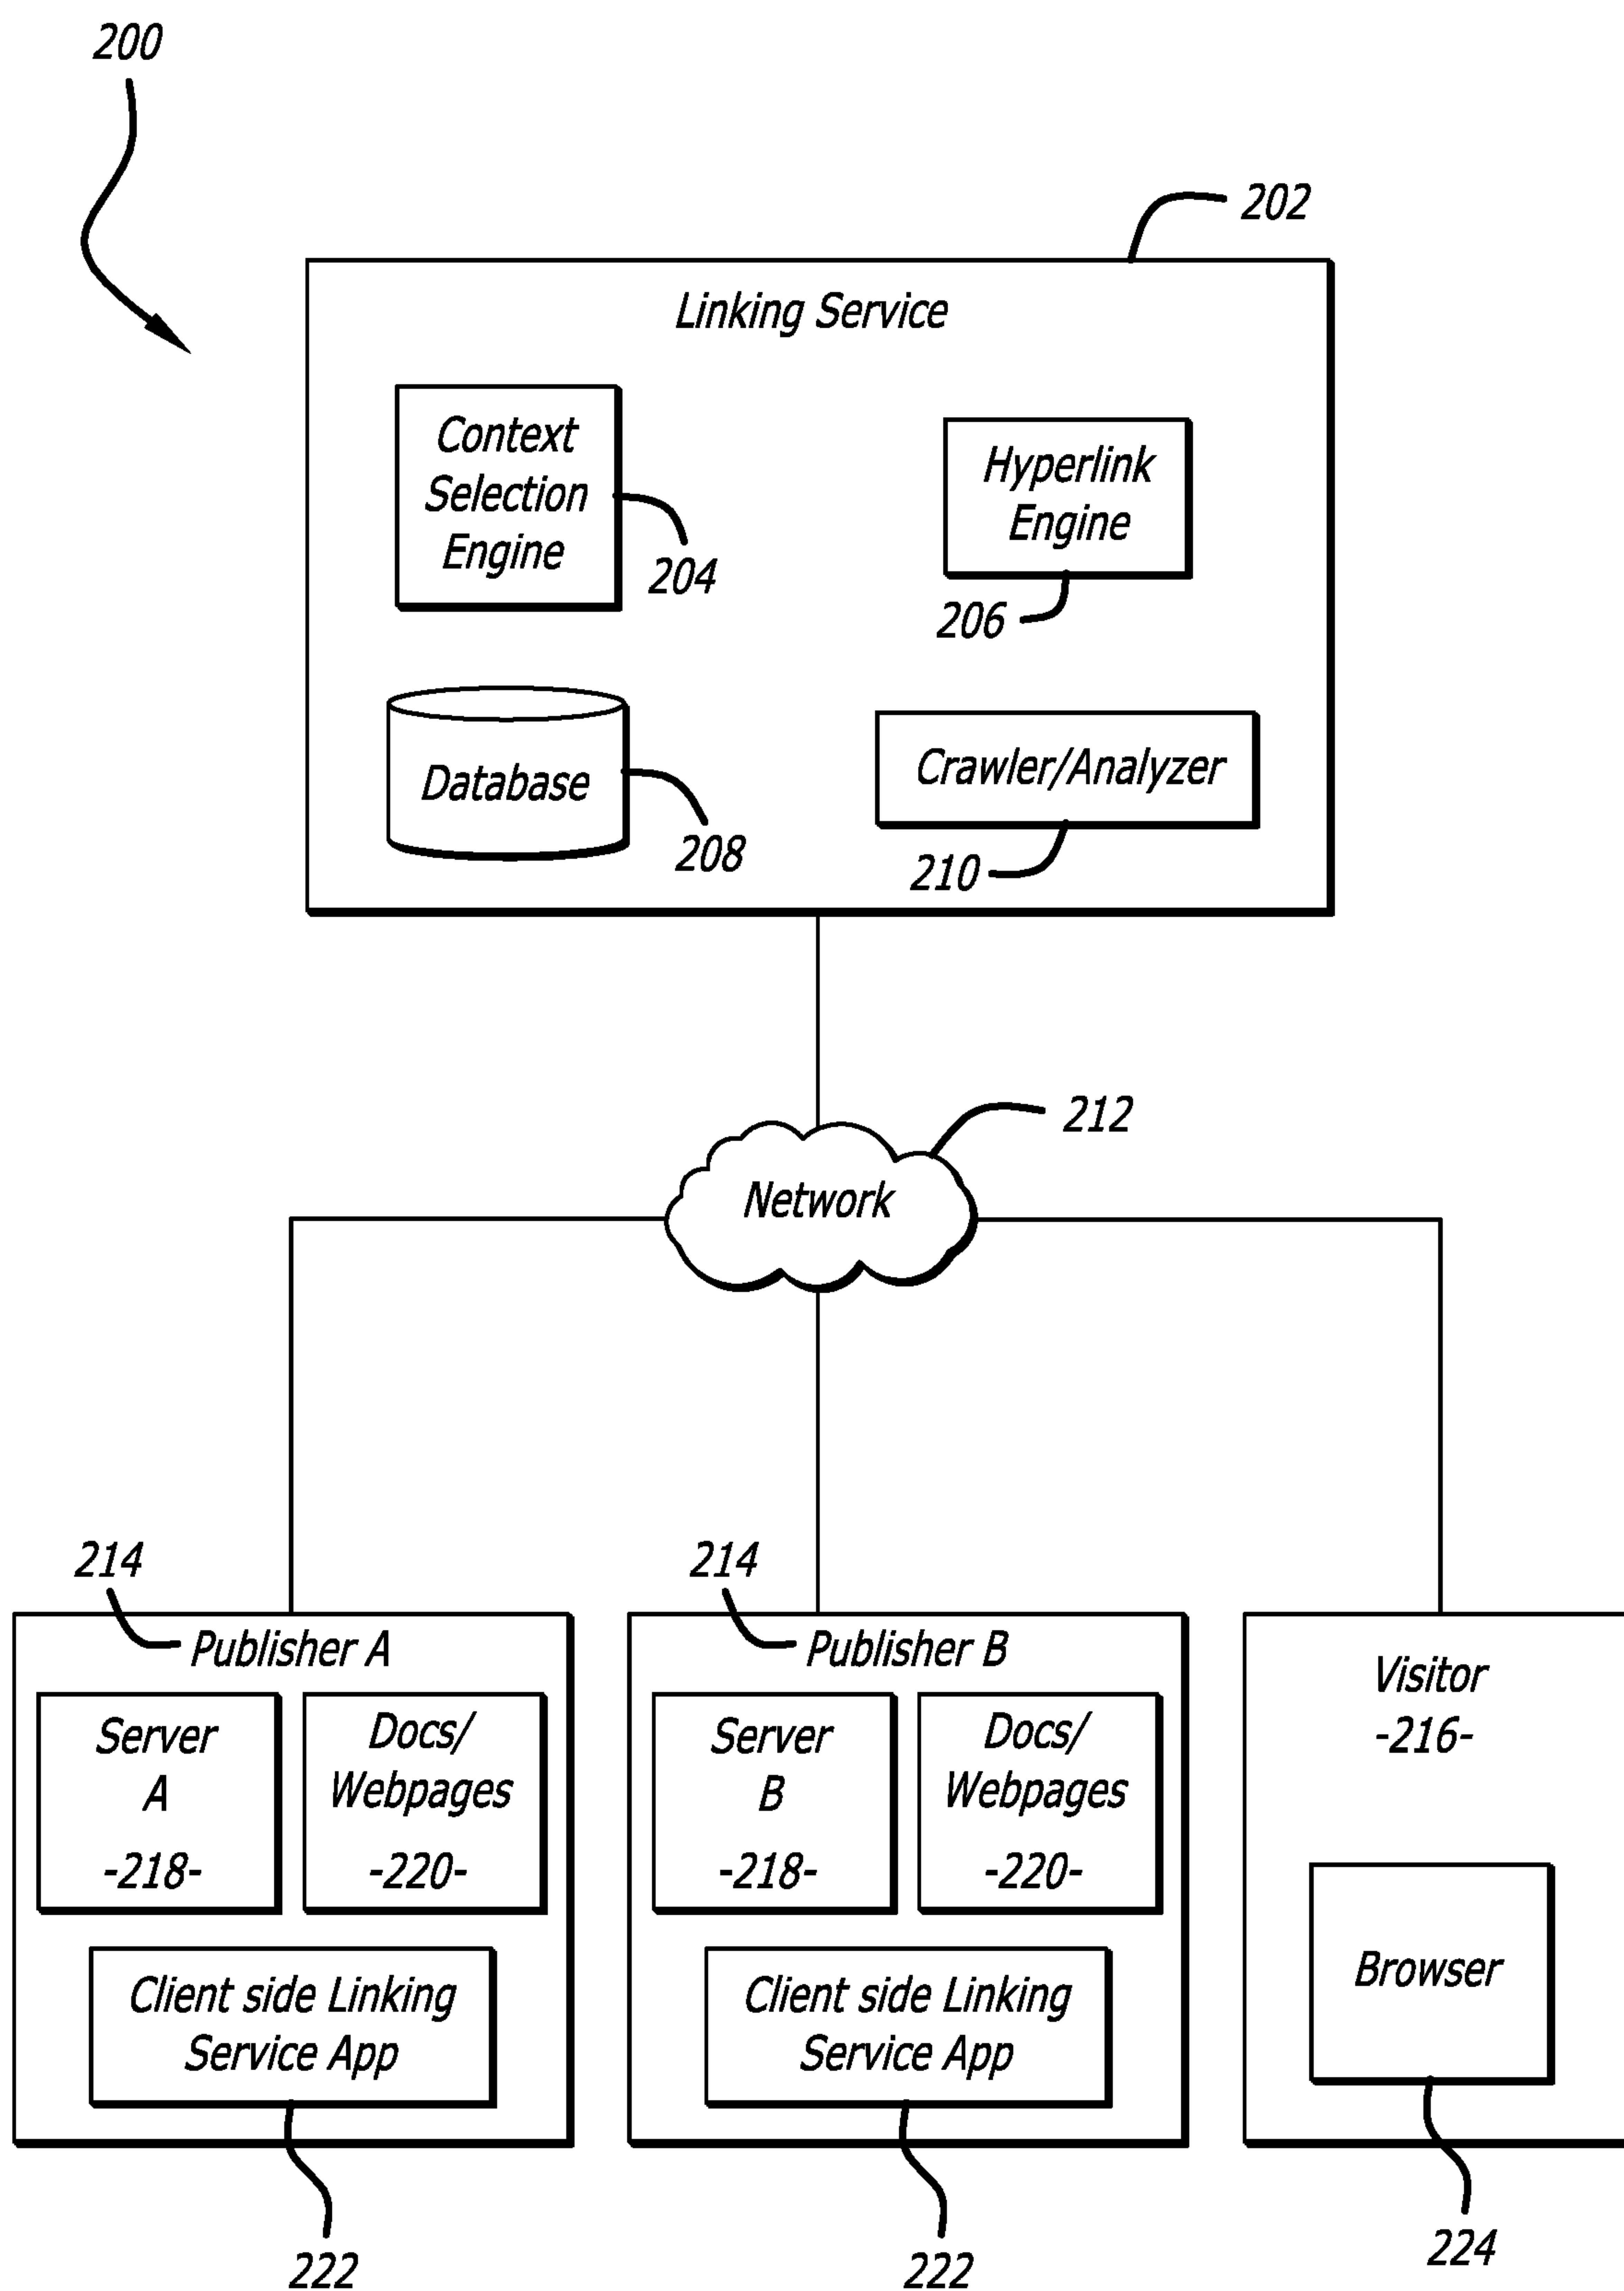 200
202
Linking Service
Context
Selection
Engine
204
Hyperlink
Engine
206
Database
208
Crawler/Analyzer
210
212
Network
214
Publisher A
Server
A
-218-
Docs/
Webpages
-220-
Client side Linking
Service App
222
214
Publisher B
Server
B
-218-
Docs/
Webpages
-220-
Client side Linking
Service App
222
Visitor
-216-
Browser
224